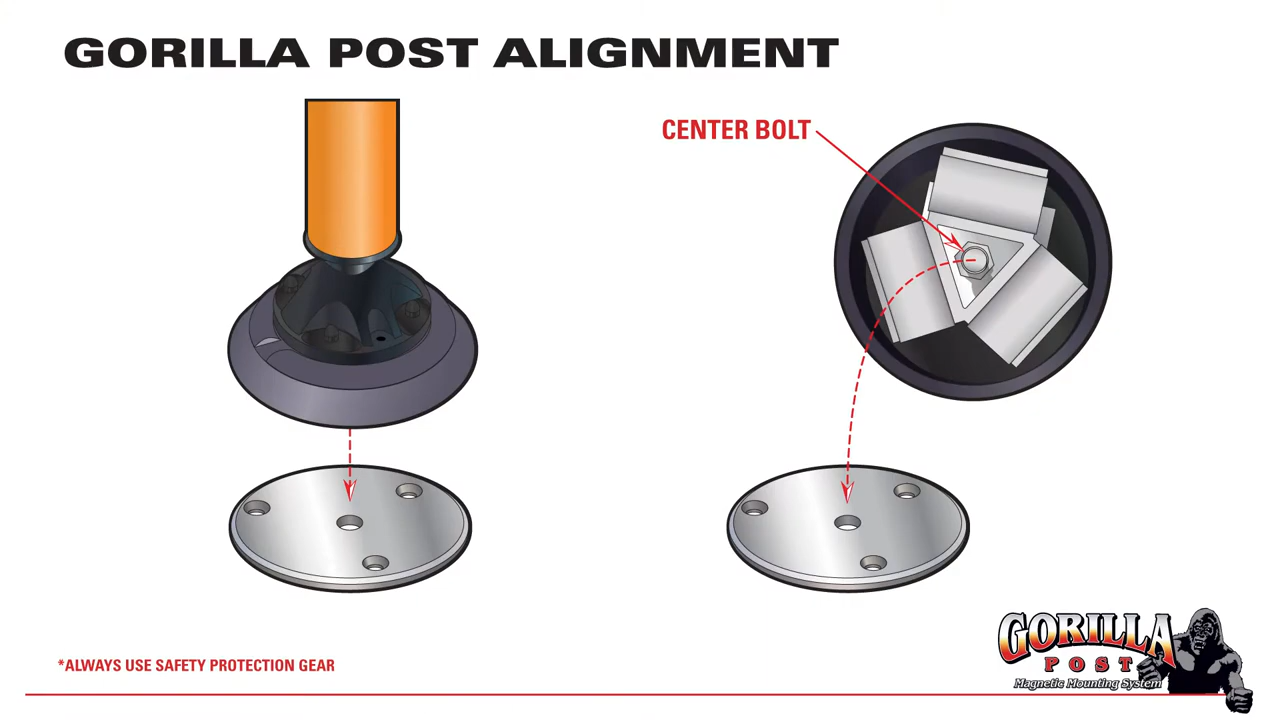 GORILLA POST ALIGNMENT
CENTER BOLT
*ALWAYS USE SAFETY PROTECTION GEAR
GORILLA
POST
Magnetic Mounting System